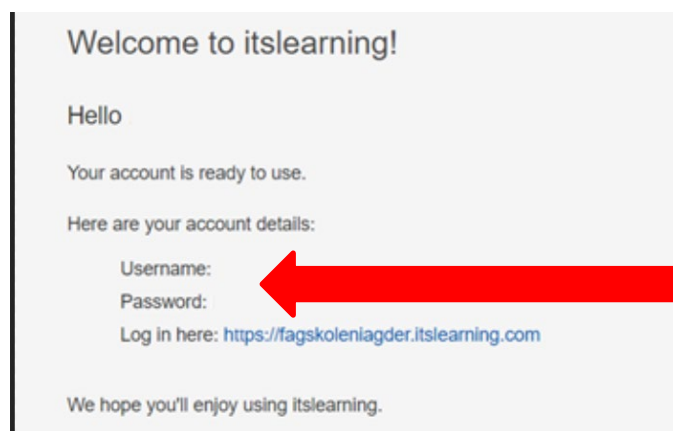 Welcome to itslearning!
Hello
Your account is ready to use.
Here are your account details:
Username:
Password:
Log in here: https://fagskoleniagder.itslearning.com
We hope you'll enjoy using itslearning.